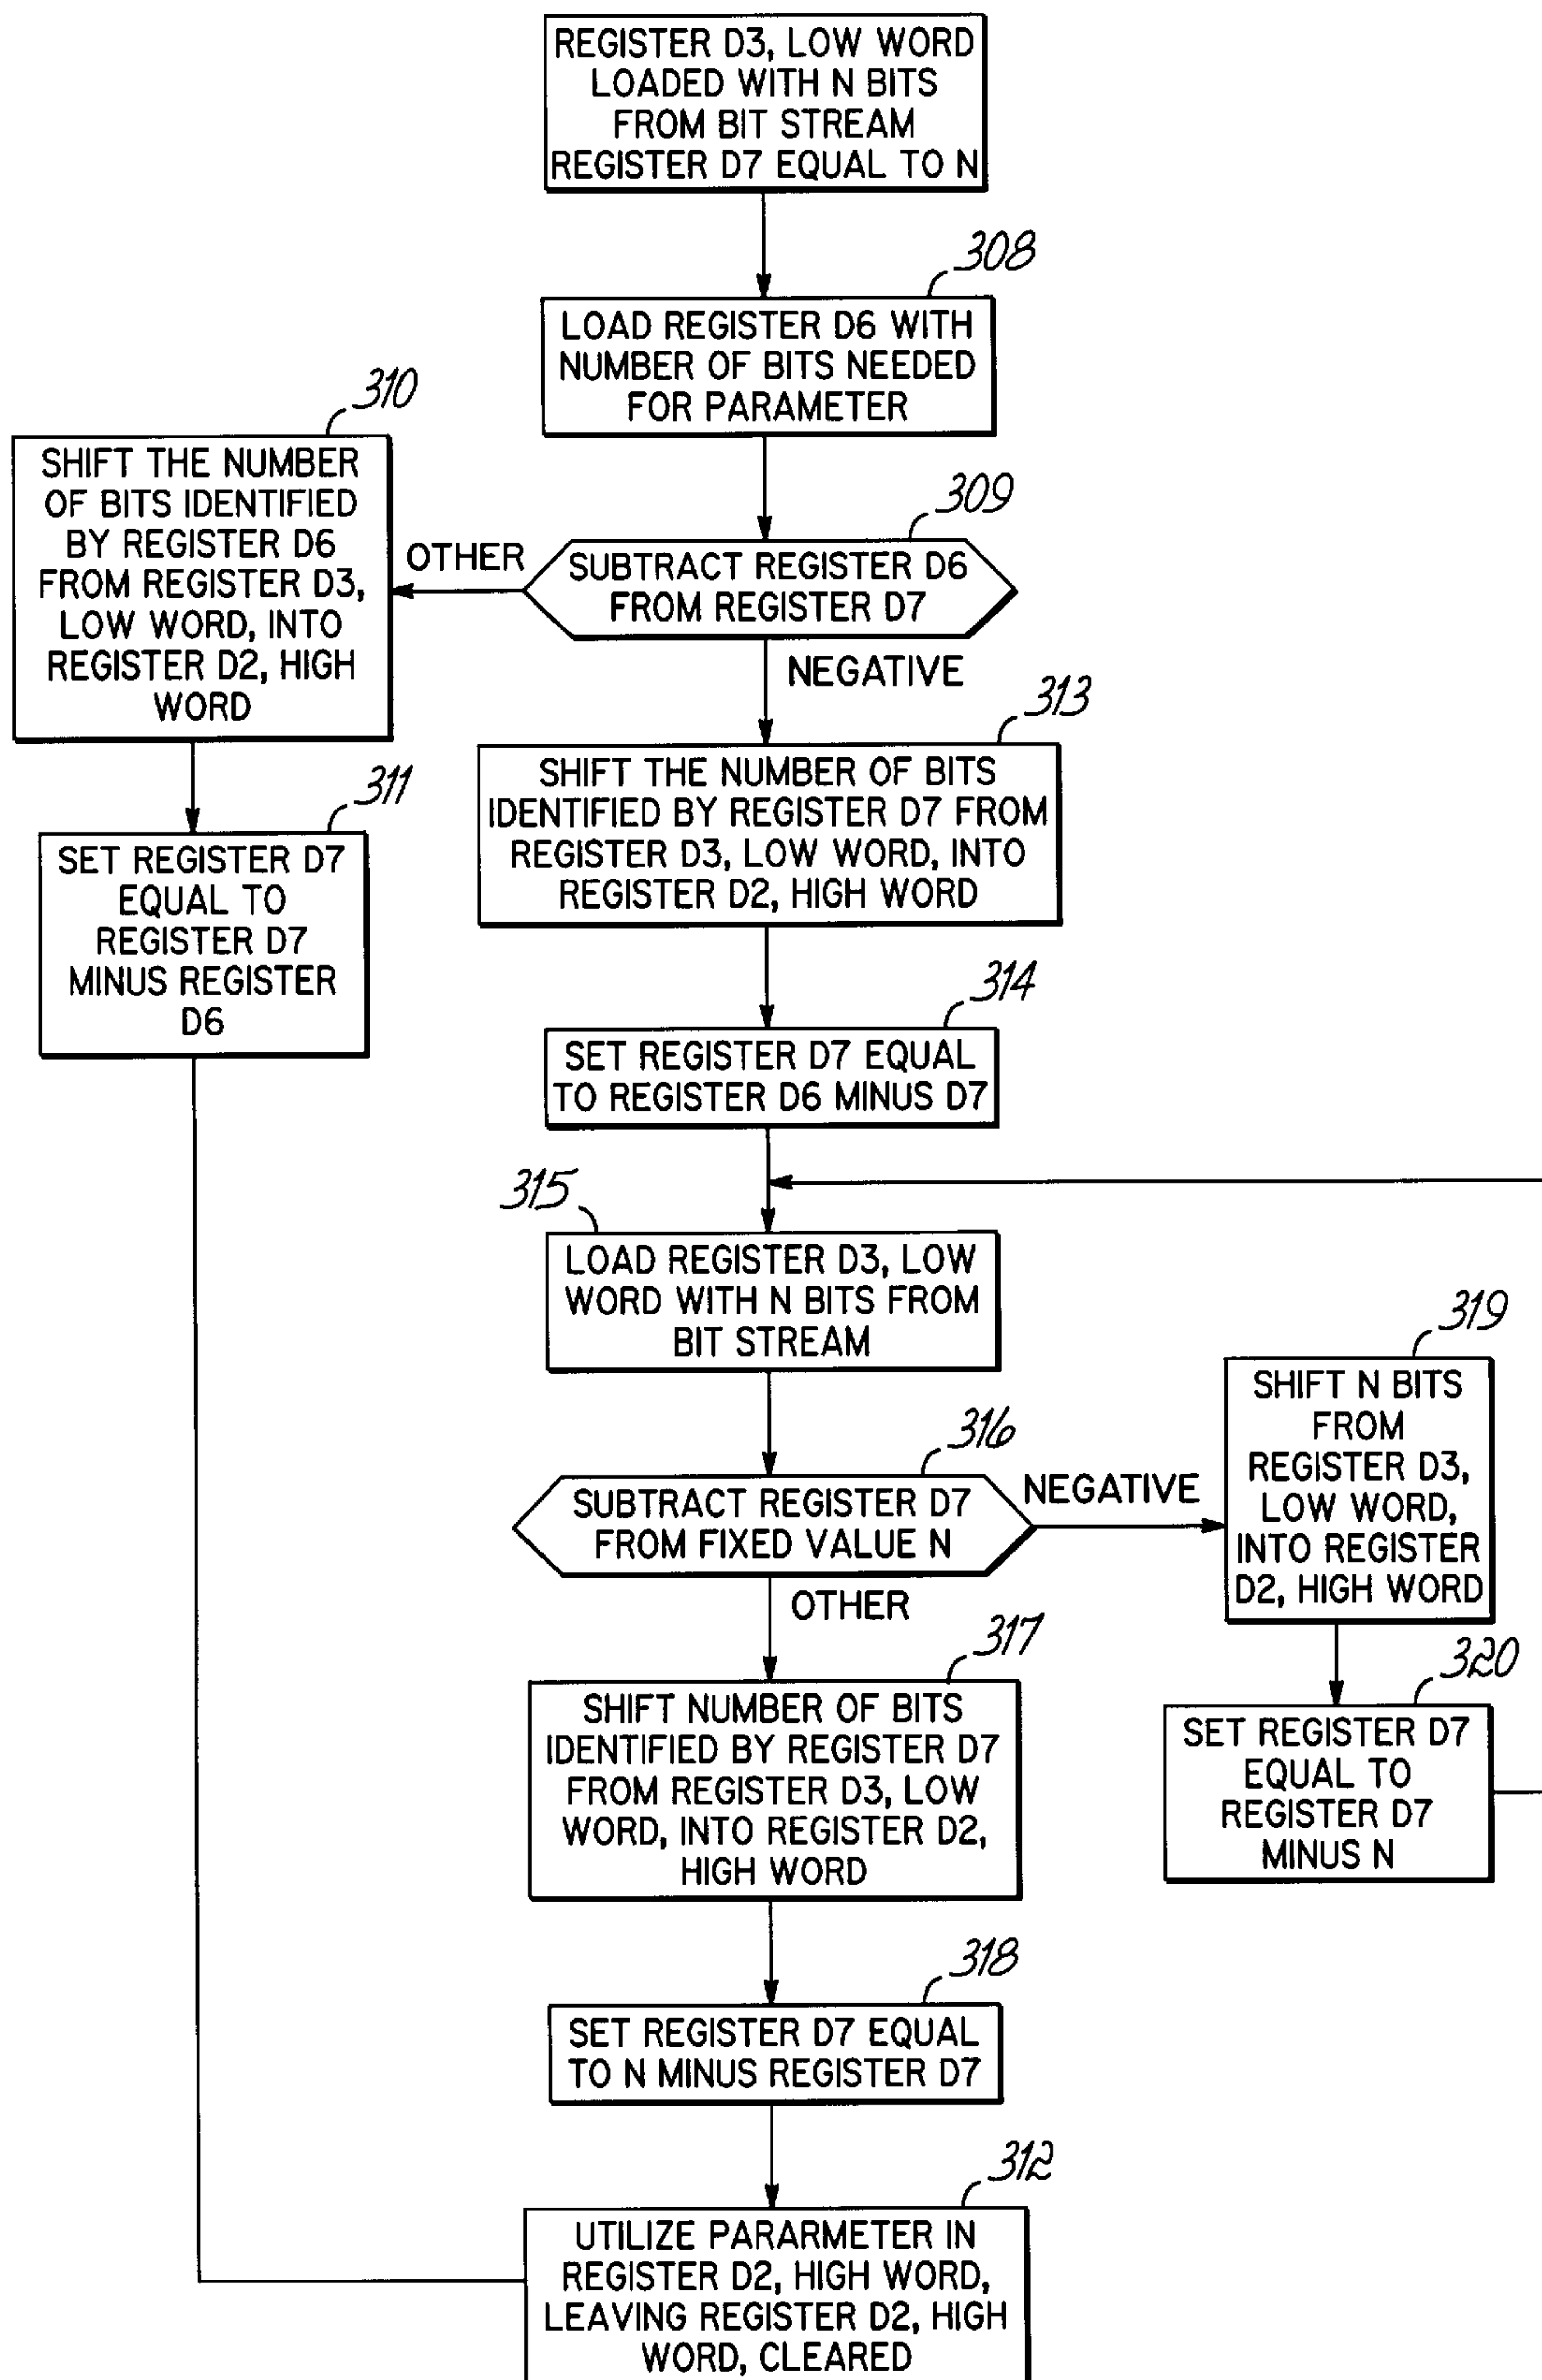 REGISTER D3, LOW WORD
LOADED WITH N BITS
FROM BIT STREAM
REGISTER D7 EQUAL TO N
308
LOAD REGISTER D6 WITH
NUMBER OF BITS NEEDED
FOR PARAMETER
309
SUBTRACT REGISTER D6
FROM REGISTER D7
OTHER
310
SHIFT THE NUMBER
OF BITS IDENTIFIED
BY REGISTER D6
FROM REGISTER D3,
LOW WORD, INTO
REGISTER D2, HIGH
WORD
311
SET REGISTER D7
EQUAL TO
REGISTER D7
MINUS REGISTER
D6
NEGATIVE
313
SHIFT THE NUMBER OF BITS
IDENTIFIED BY REGISTER D7 FROM
REGISTER D3, LOW WORD, INTO
REGISTER D2, HIGH WORD
314
SET REGISTER D7 EQUAL
TO REGISTER D6 MINUS D7
315
LOAD REGISTER D3, LOW
WORD WITH N BITS FROM
BIT STREAM
316
SUBTRACT REGISTER D7
FROM FIXED VALUE N
NEGATIVE
319
SHIFT N BITS
FROM
REGISTER D3,
LOW WORD,
INTO REGISTER
D2, HIGH WORD
320
SET REGISTER D7
EQUAL TO
REGISTER D7
MINUS N
OTHER
317
SHIFT NUMBER OF BITS
IDENTIFIED BY REGISTER D7
FROM REGISTER D3, LOW
WORD, INTO REGISTER D2,
HIGH WORD
318
SET REGISTER D7 EQUAL
TO N MINUS REGISTER D7
312
UTILIZE PARARMETER IN
REGISTER D2, HIGH WORD,
LEAVING REGISTER D2, HIGH
WORD, CLEARED